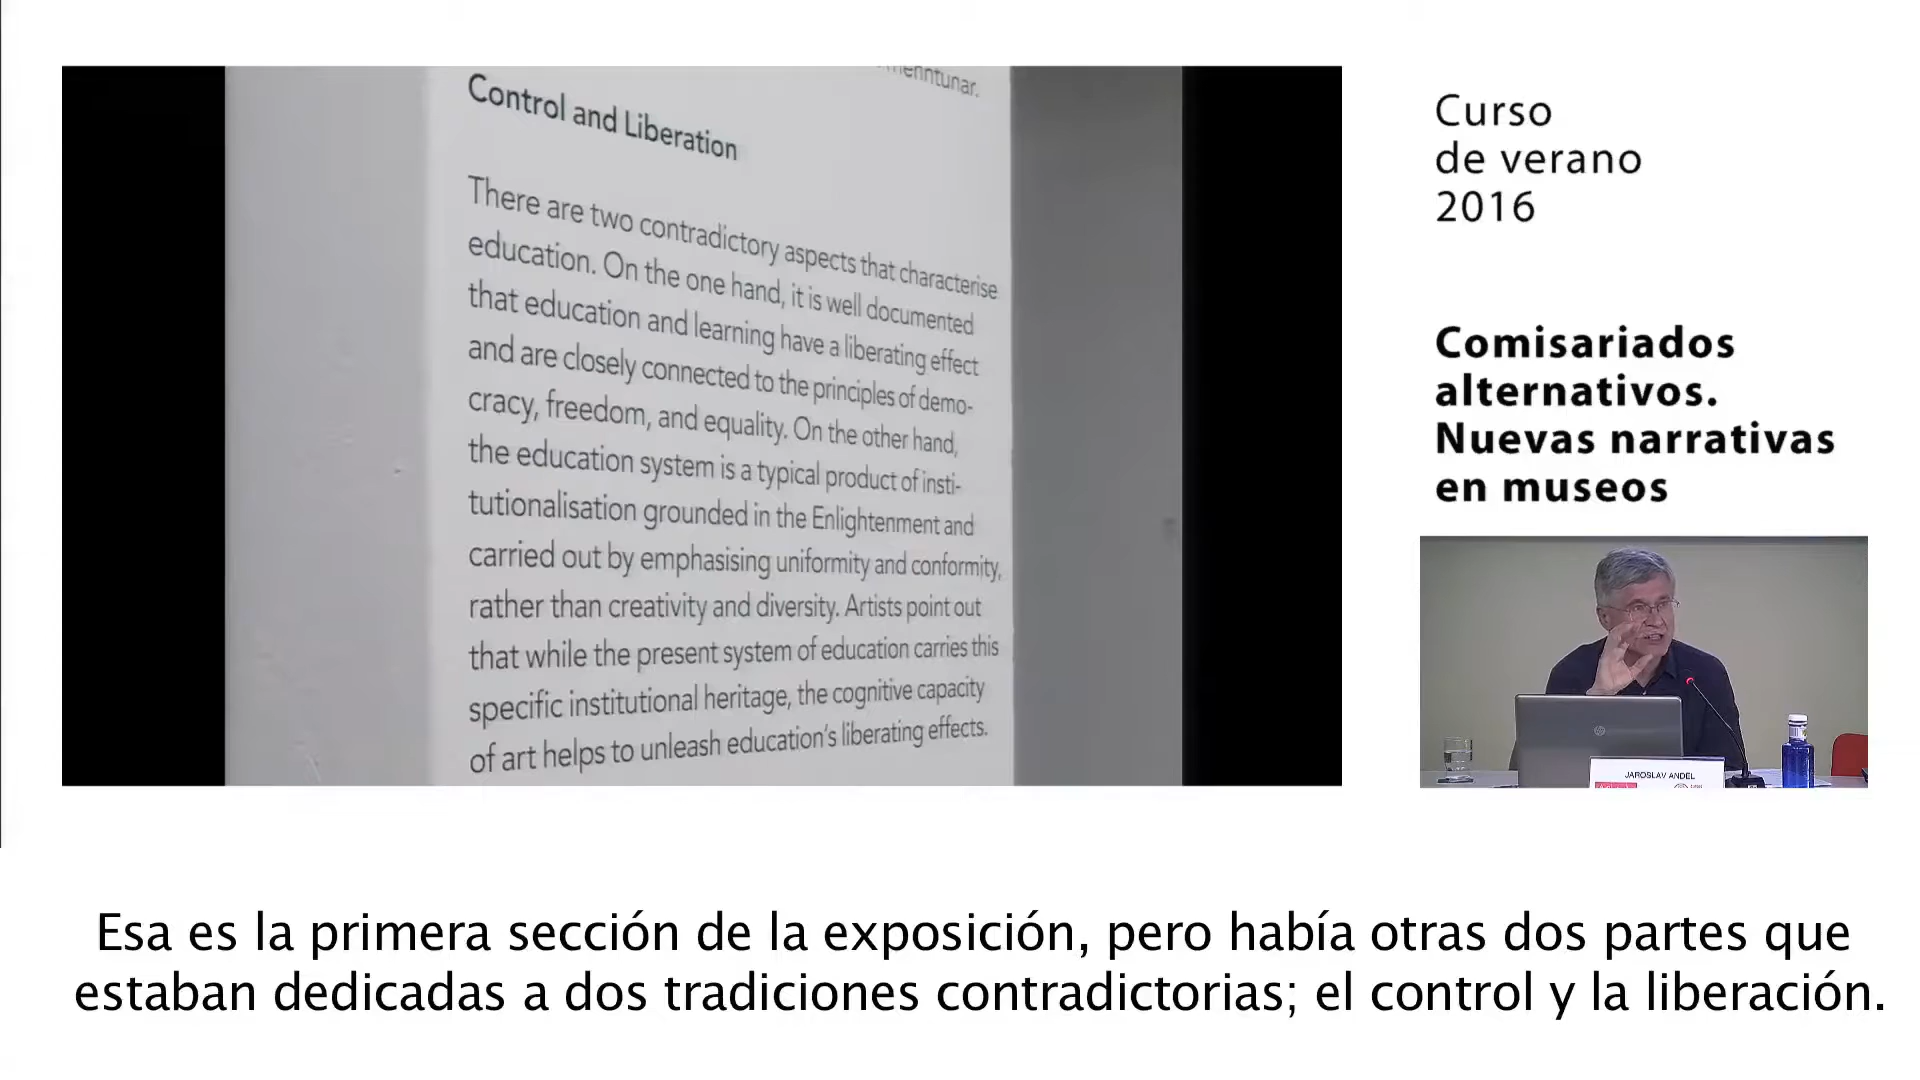 Control and Liberation
There are two contradictory aspects that characterise
education. On the one hand, it is well documented
that education and learning have a liberating effect
and are closely connected to the principles of demo-
cracy, freedom, and equality. On the other hand,
the education system is a typical product of insti-
tutionalisation grounded in the Enlightenment and
carried out by emphasising uniformity and conformity,
rather than creativity and diversity. Artists point out
that while the present system of education carries this
specific institutional heritage, the cognitive capacity
of art helps to unleash education's liberating effects.
Curso
de verano
2016
Comisariados
alternativos.
Nuevas narrativas
en museos
JAROSLAV ANDEL
Esa es la primera sección de la exposición, pero había otras dos partes que
estaban dedicadas a dos tradiciones contradictorias; el control y la liberación.